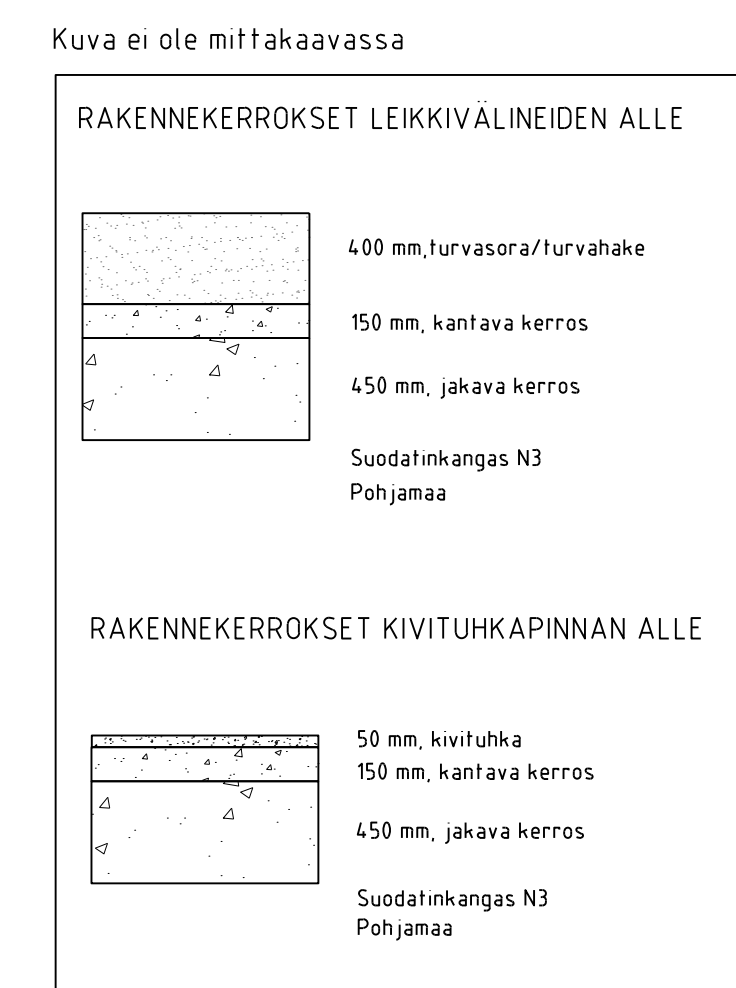 Kuva ei ole mittakaavassa
RAKENNEKERROKSET LEIKKIVÄLINEIDEN ALLE
400 mm,turvasora/turvahake
150 mm, kantava kerros
450 mm, jakava kerros
Suodatinkangas N3
Pohjamaa
RAKENNEKERROKSET KIVITUHKAPINNAN ALLE
50 mm, kivituhka
150 mm, kantava kerros
450 mm, jakava kerros
Suodatinkangas N3
Pohjamaa